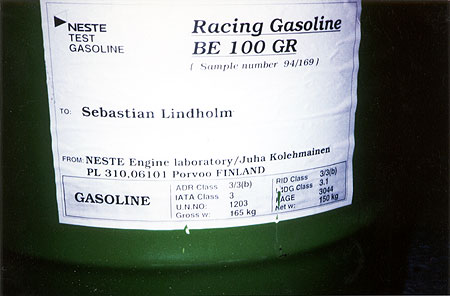 NESTE
TEST
GASOLINE
Racing Gasoline
BE 100 GR
( Sample number 94/169)
TO: Sebastian Lindholm
FROM: NESTE Engine laboratory/Juha Kolehmainen
PL 310,06101 Porvoo FINLAND
GASOLINE
ADR Class 3/3(b)
IATA Class 3
U.N.NO: 1203
Gross w: 165 kg
RID Class 3/3(b)
Class 3.1
3044
Net w: 150 kg